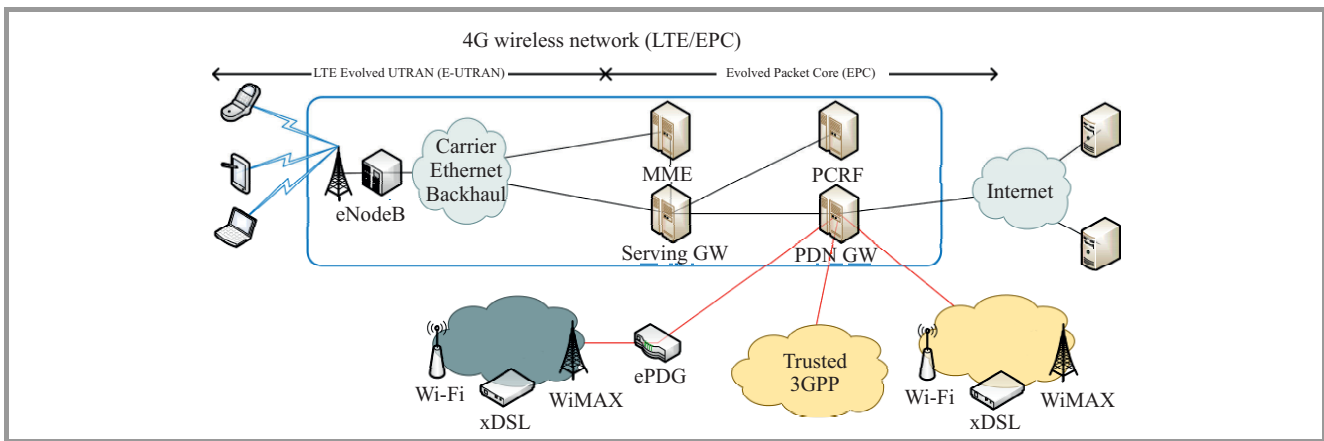 4G wireless network (LTE/EPC)
LTE Evolved UTRAN (E-UTRAN)
Evolved Packet Core (EPC)
Carrier
Ethernet
Backhaul
eNodeB
MME
PCRF
Internet
Serving GW
PDN GW
Wi-Fi
xDSL
WiMAX
ePDG
Trusted
3GPP
Wi-Fi
xDSL
WiMAX